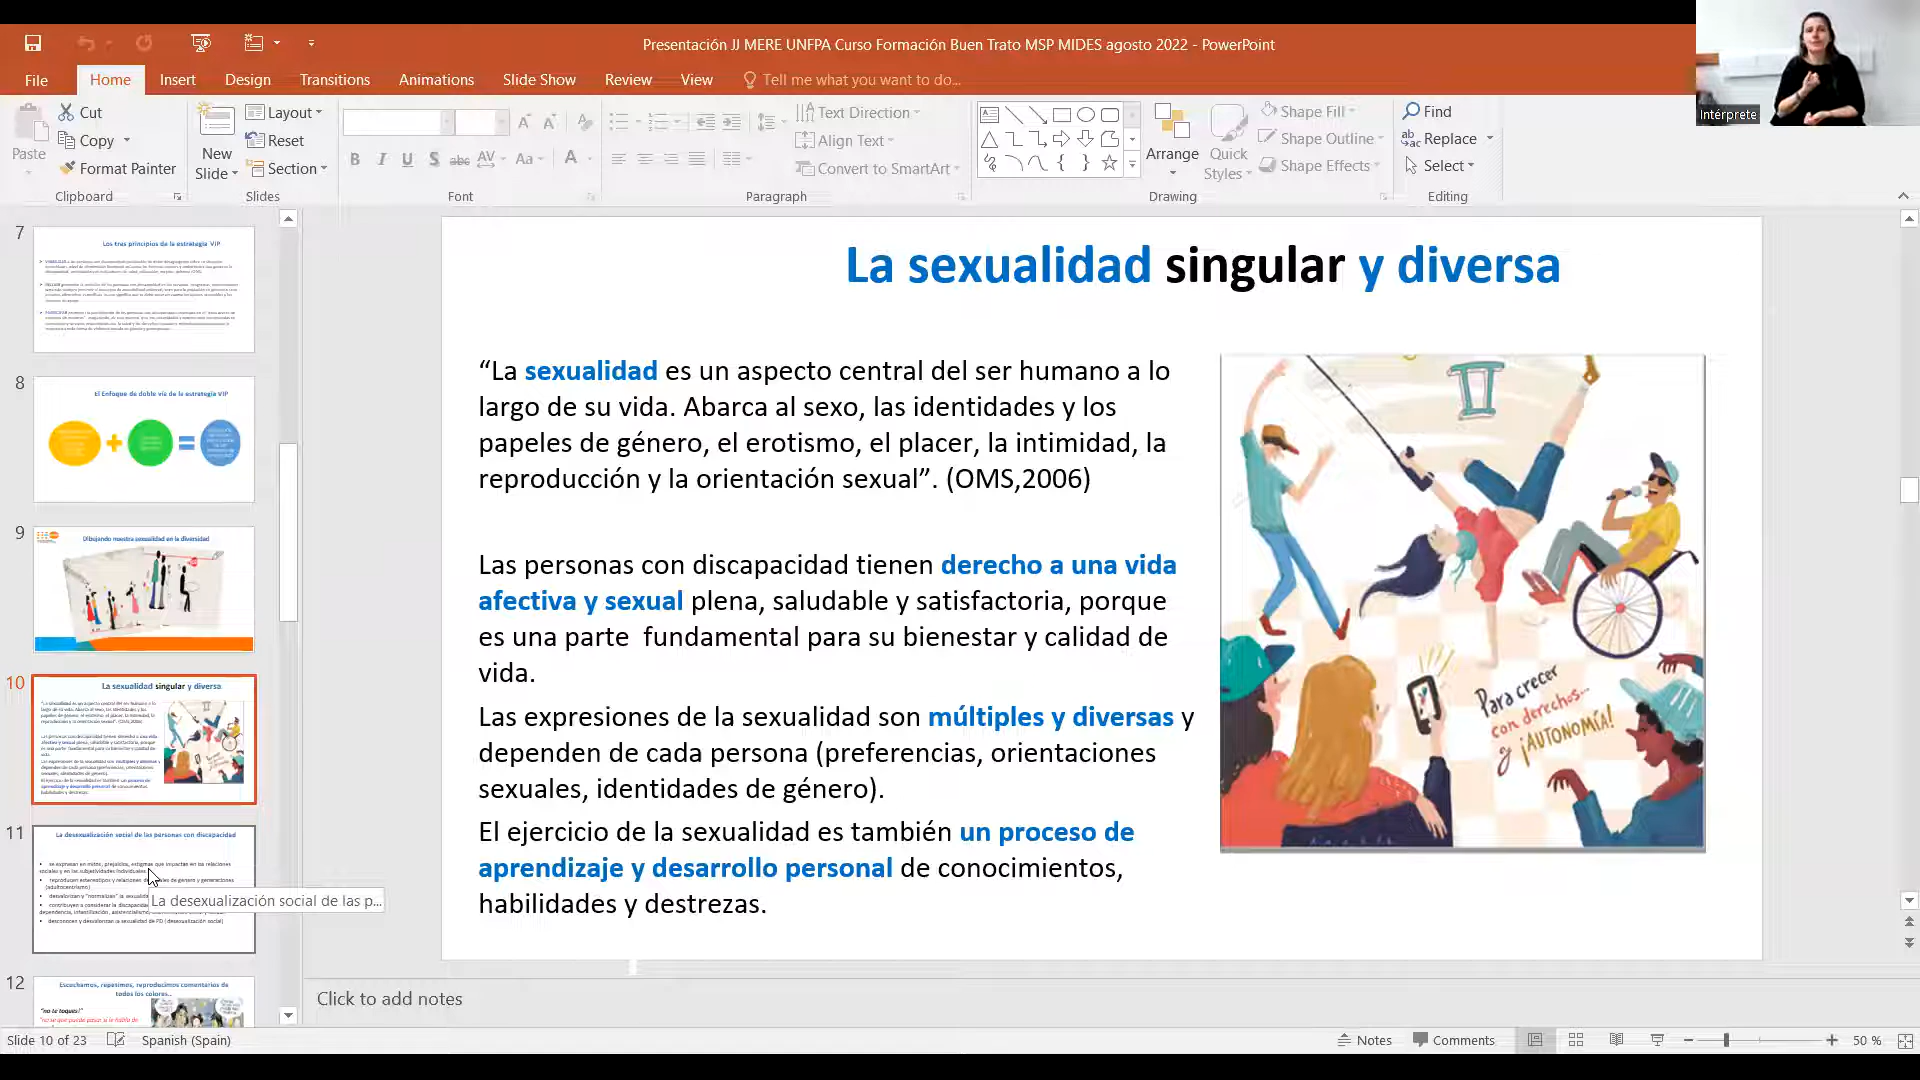 Presentación JJ MERE UNFPA Curso Formación Buen Trato MSP MIDES agosto 2022 - PowerPoint
File
Home
Insert
Design
Transitions
Animations
Slide Show
Review
View
Tell me what you want to do...
Intérprete
Paste
Cut
Copy
Format Painter
Clipboard
New
Slide
Layout
Reset
Section
Slides
Font
Text Direction
Align Text
Convert to SmartArt
Paragraph
Arrange
Quick
Styles
Shape Fill
Shape Outline
Shape Effects
Drawing
Find
Replace
Select
Editing
7
Los tres principios de la estrategia VIP
8
El Enfoque de doble vía de la estrategia VIP
9
Dibujando nuestra sexualidad en la diversidad
10
La sexualidad singular y diversa
11
La desexualización social de las personas con discapacidad
La desexualización social de las p...
12
Escuchamos, repetimos, reproducimos comentarios de
todos los colores..
"no te toques!"
La sexualidad singular y diversa
“La sexualidad es un aspecto central del ser humano a lo
largo de su vida. Abarca al sexo, las identidades y los
papeles de género, el erotismo, el placer, la intimidad, la
reproducción y la orientación sexual”. (OMS,2006)
Las personas con discapacidad tienen derecho a una vida
afectiva y sexual plena, saludable y satisfactoria, porque
es una parte fundamental para su bienestar y calidad de
vida.
Las expresiones de la sexualidad son múltiples y diversas y
dependen de cada persona (preferencias, orientaciones
sexuales, identidades de género).
El ejercicio de la sexualidad es también un proceso de
aprendizaje y desarrollo personal de conocimientos,
habilidades y destrezas.
Para crecer
con derechos...
y ¡AUTONOMÍA!
Click to add notes
Slide 10 of 23
Spanish (Spain)
Notes
Comments
50 %